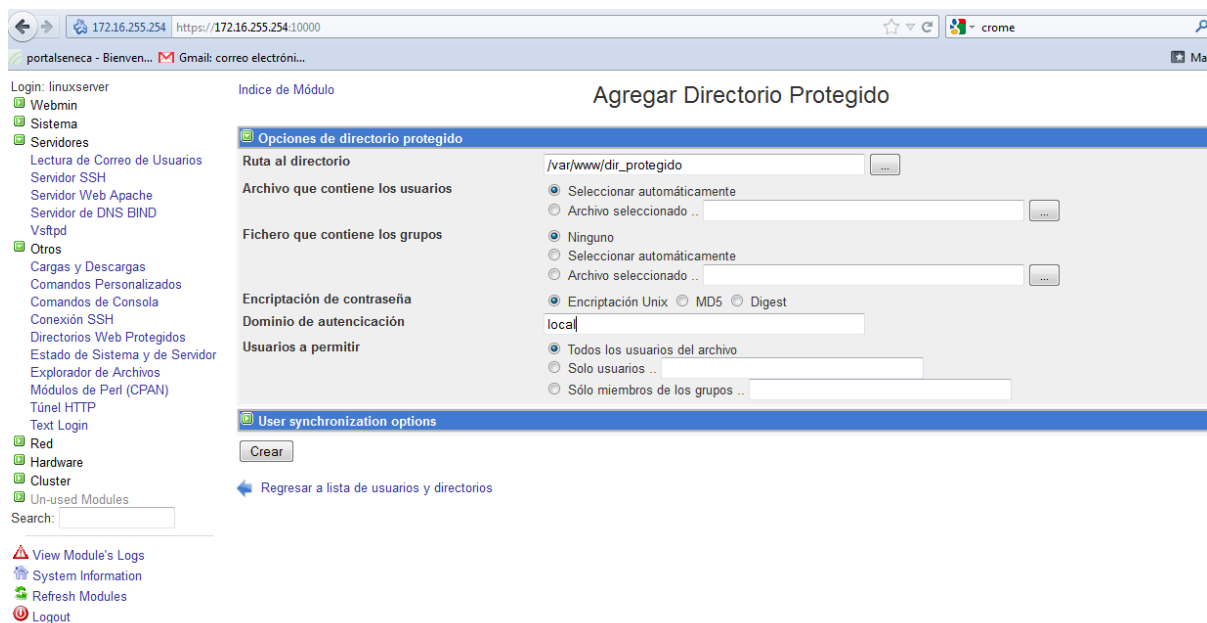 172.16.255.254 https://172.16.255.254:10000 crome
portalseneca - Bienven... Gmail: correo electróni... Ma
Login: linuxserver
Webmin
Sistema
Servidores
Lectura de Correo de Usuarios
Servidor SSH
Servidor Web Apache
Servidor de DNS BIND
Vsftpd
Otros
Cargas y Descargas
Comandos Personalizados
Comandos de Consola
Conexión SSH
Directorios Web Protegidos
Estado de Sistema y de Servidor
Explorador de Archivos
Módulos de Perl (CPAN)
Túnel HTTP
Text Login
Red
Hardware
Cluster
Un-used Modules
Search:
View Module's Logs
System Information
Refresh Modules
Logout
Indice de Módulo
Agregar Directorio Protegido
Opciones de directorio protegido
Ruta al directorio /var/www/dir_protegido ...
Archivo que contiene los usuarios Seleccionar automáticamente
Archivo seleccionado .. ...
Fichero que contiene los grupos Ninguno
Seleccionar automáticamente
Archivo seleccionado .. ...
Encriptación de contraseña Encriptación Unix MD5 Digest
Dominio de autencicación local
Usuarios a permitir Todos los usuarios del archivo
Solo usuarios ..
Sólo miembros de los grupos ..
User synchronization options
Crear
Regresar a lista de usuarios y directorios